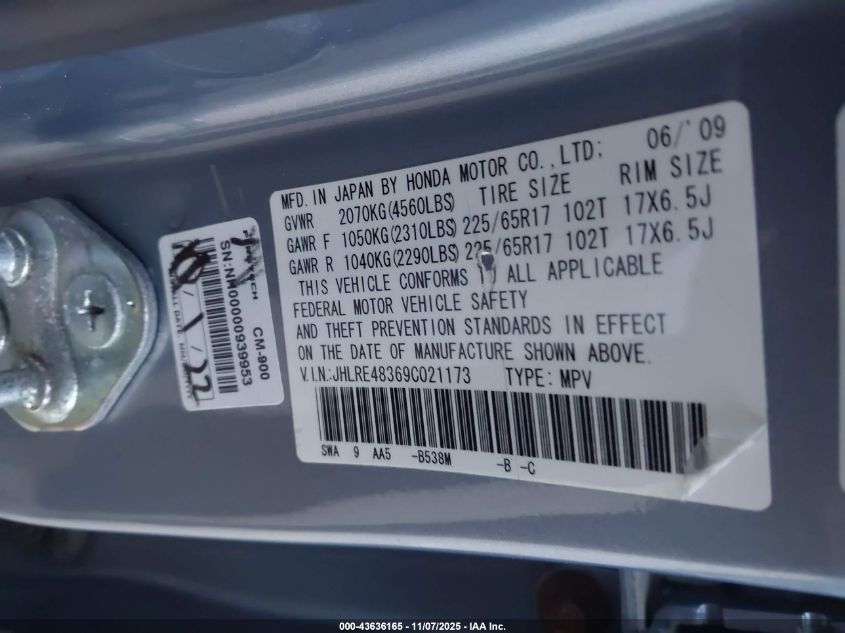 MFD. IN JAPAN BY HONDA MOTOR CO.,LTD: 06/'09
GVWR 2070KG(4560LBS) TIRE SIZE RIM SIZE
GAWR F 1050KG(2310LBS) 225/65R17 102T 17X6.5J
GAWR R 1040KG(2290LBS) 225/65R17 102T 17X6.5J
THIS VEHICLE CONFORMS TO ALL APPLICABLE
FEDERAL MOTOR VEHICLE SAFETY
AND THEFT PREVENTION STANDARDS IN EFFECT
ON THE DATE OF MANUFACTURE SHOWN ABOVE.
V.I.N.:JHLRE48369C021173 TYPE: MPV
SWA 9 AA5 -B538M -B -C
SN:NH00000939953
CM-900
000-43636165 - 11/07/2025 - IAA Inc.